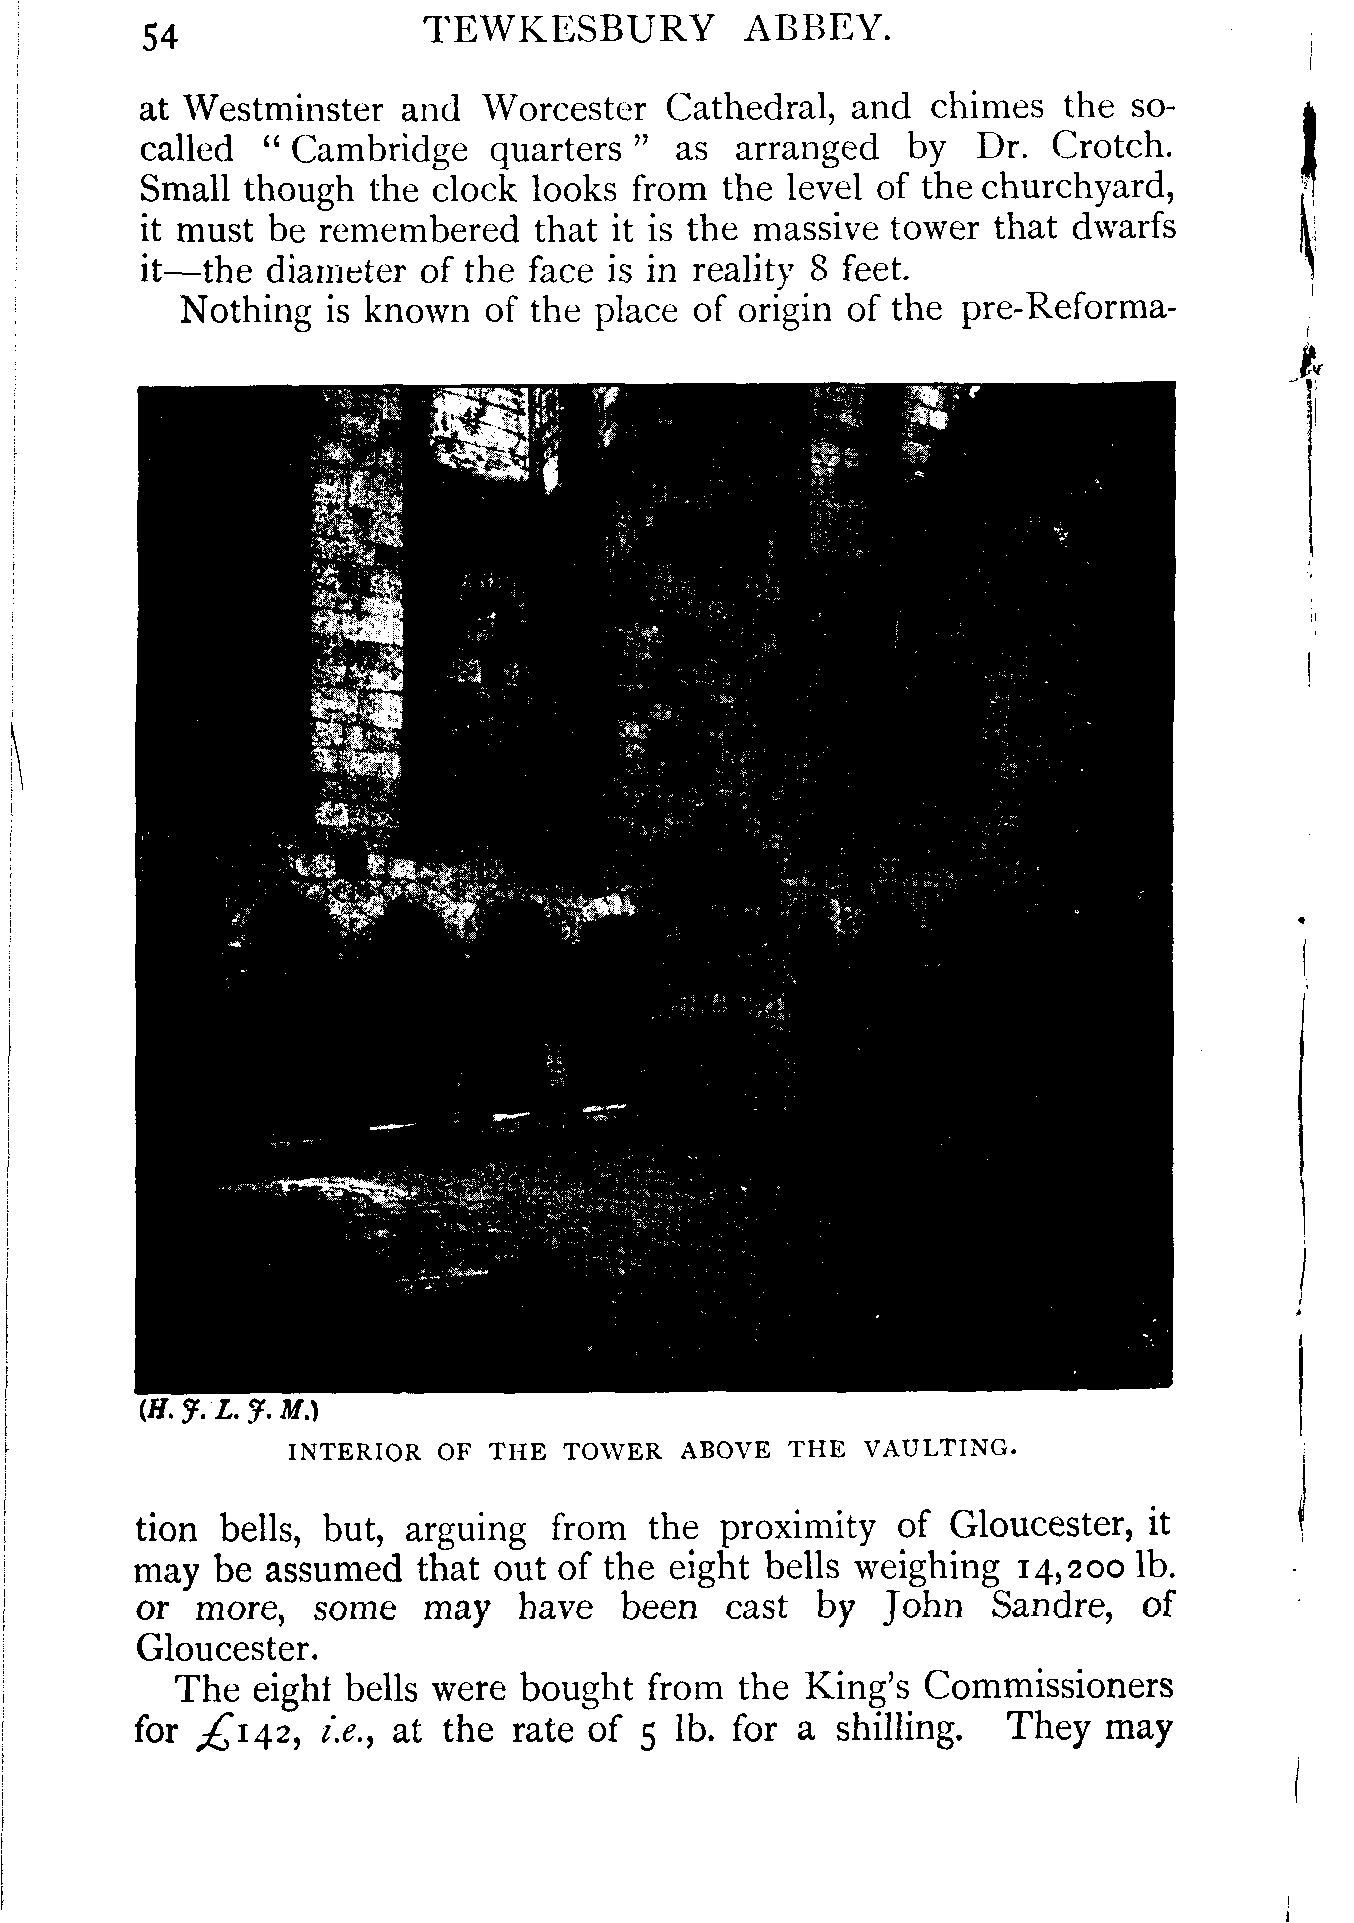 54 TEWKESBURY ABBEY.
at Westminster and Worcester Cathedral, and chimes the so-
called “ Cambridge quarters ” as arranged by Dr. Crotch.
Small though the clock looks from the level of the churchyard,
it must be remembered that it is the massive tower that dwarfs
it—the diameter of the face is in reality 8 feet.
Nothing is known of the place of origin of the pre-Reforma-
(H. J. L. J. M.)
INTERIOR OF THE TOWER ABOVE THE VAULTING.
tion bells, but, arguing from the proximity of Gloucester, it
may be assumed that out of the eight bells weighing 14,200 lb.
or more, some may have been cast by John Sandre, of
Gloucester.
The eight bells were bought from the King's Commissioners
for £142, i.e., at the rate of 5 lb. for a shilling. They may